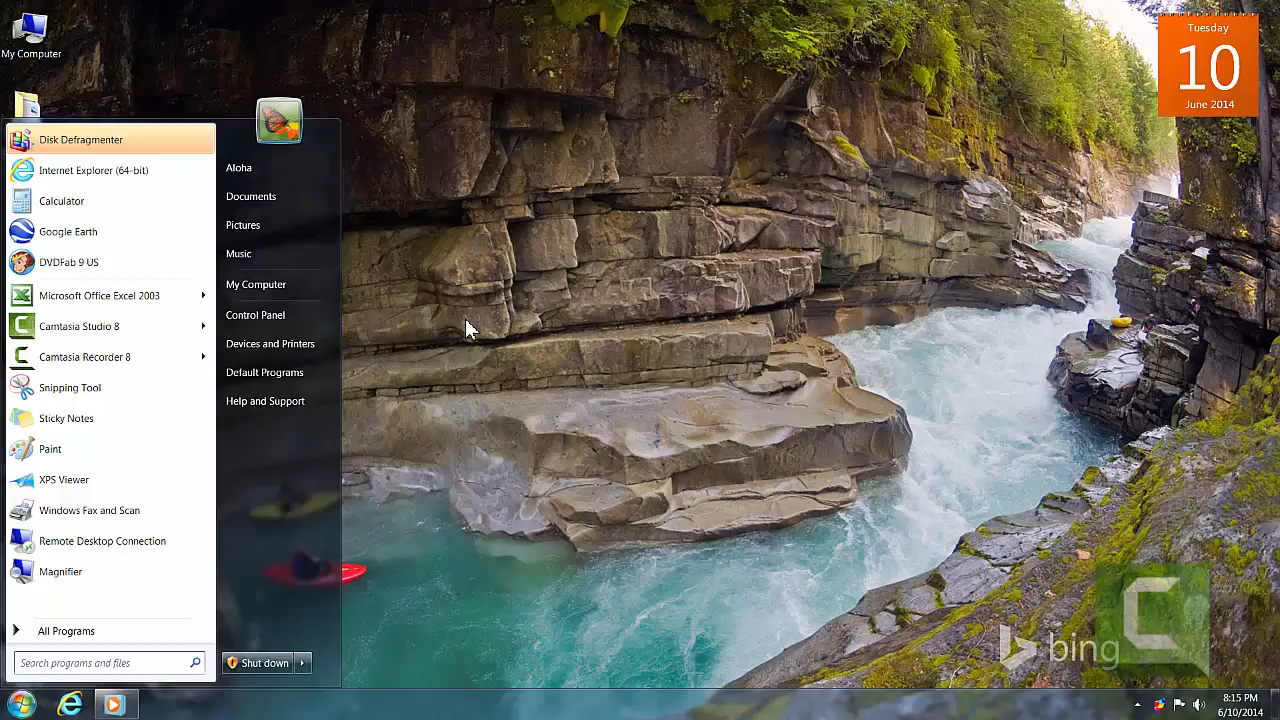 My Computer
Tuesday
10
June 2014
Disk Defragmenter
Internet Explorer (64-bit)
Calculator
Google Earth
DVDFab 9 US
Microsoft Office Excel 2003
Camtasia Studio 8
Camtasia Recorder 8
Snipping Tool
Sticky Notes
Paint
XPS Viewer
Windows Fax and Scan
Remote Desktop Connection
Magnifier
All Programs
Search programs and files
Aloha
Documents
Pictures
Music
My Computer
Control Panel
Devices and Printers
Default Programs
Help and Support
Shut down
bing
8:15 PM
6/10/2014